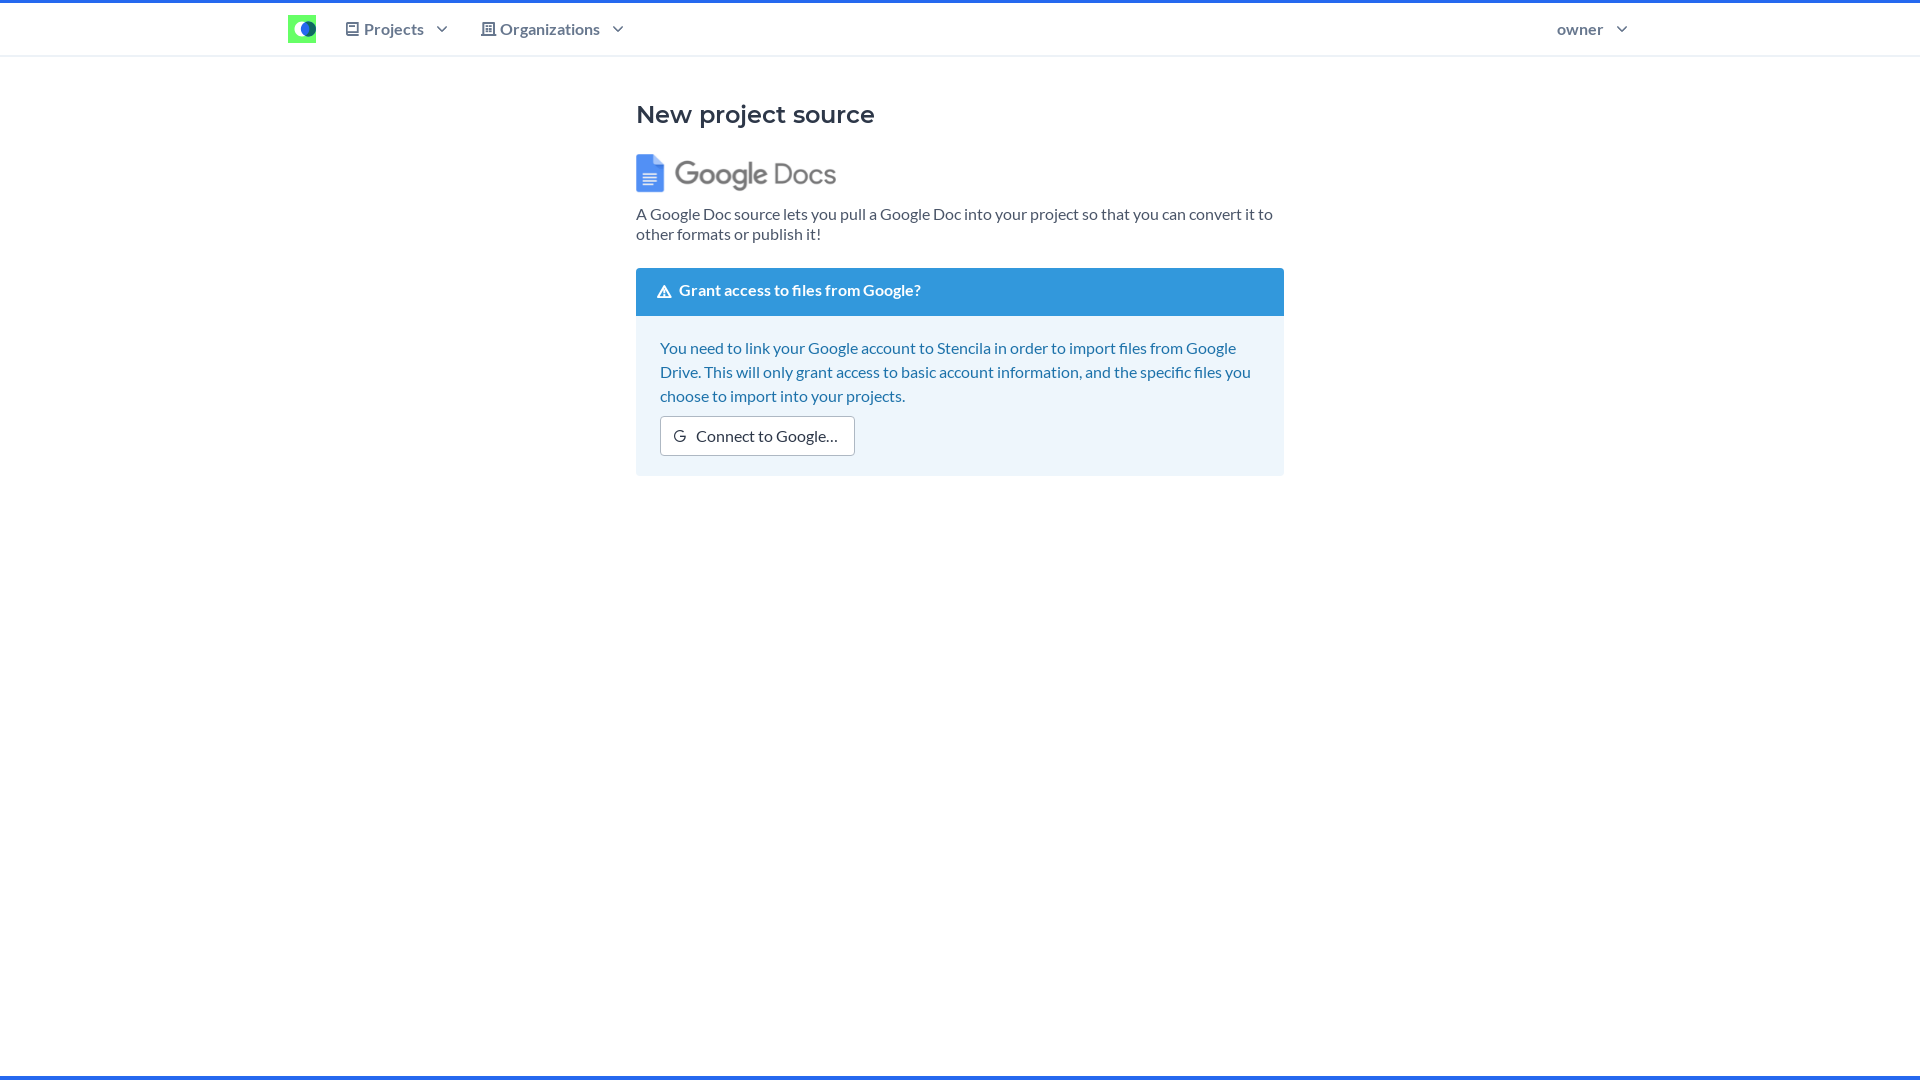 Projects
Organizations
owner
New project source
Google Docs
A Google Doc source lets you pull a Google Doc into your project so that you can convert it to
other formats or publish it!
Grant access to files from Google?
You need to link your Google account to Stencila in order to import files from Google
Drive. This will only grant access to basic account information, and the specific files you
choose to import into your projects.
Connect to Google...